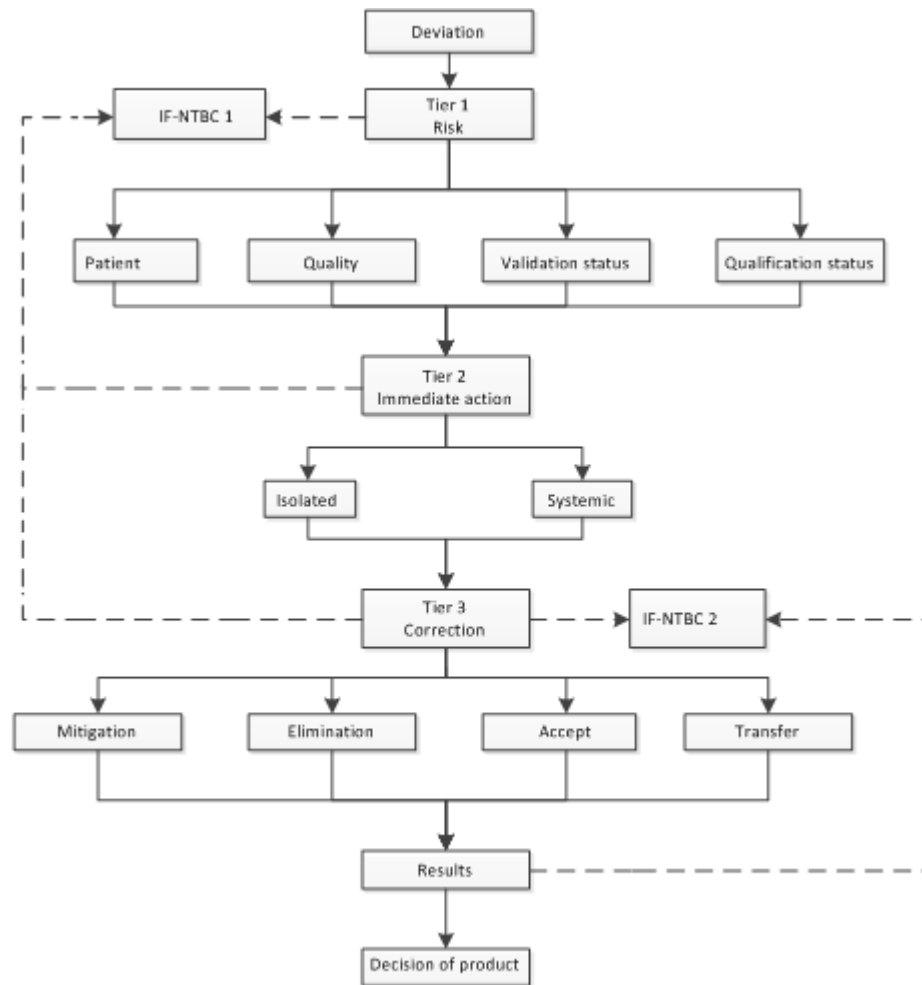 Deviation
IF-NTBC 1
Tier 1
Risk
Patient
Quality
Validation status
Qualification status
Tier 2
Immediate action
Isolated
Systemic
Tier 3
Correction
IF-NTBC 2
Mitigation
Elimination
Accept
Transfer
Results
Decision of product